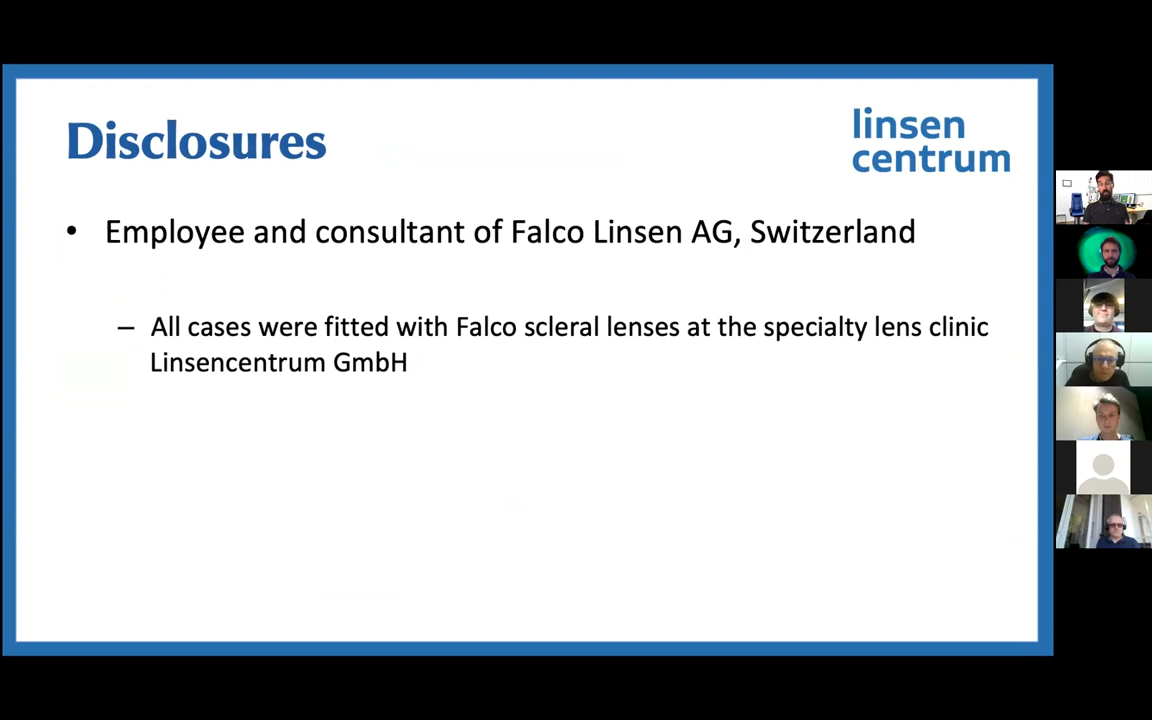 Disclosures
linsen
centrum
• Employee and consultant of Falco Linsen AG, Switzerland
– All cases were fitted with Falco scleral lenses at the specialty lens clinic
Linsencentrum GmbH